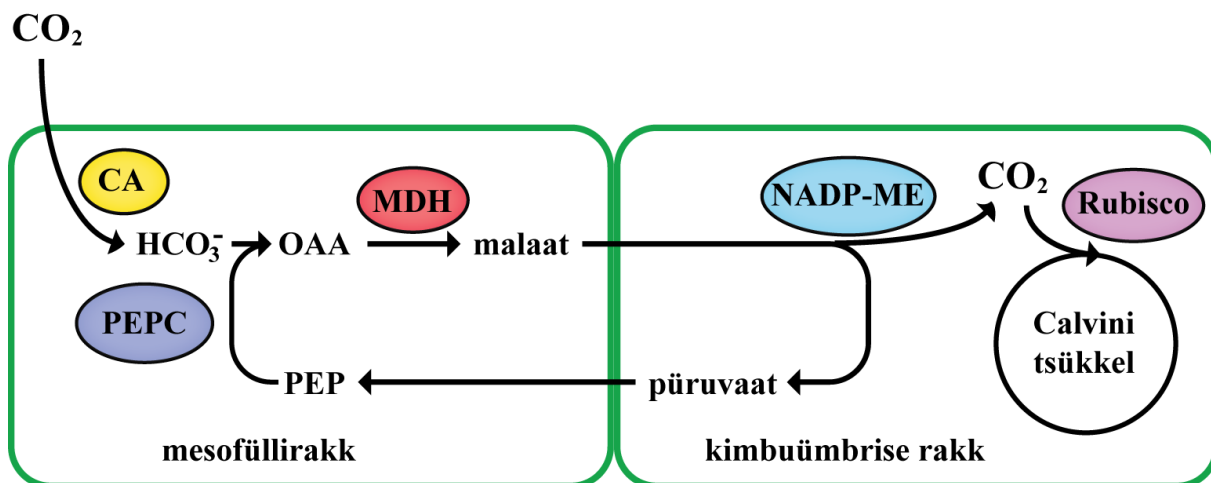 CO₂
CA
MDH
NADP-ME
CO₂
Rubisco
HCO₃⁻
OAA
malaat
PEPC
Calvini
tsükkel
PEP
püruvaat
mesofüllirakk
kimbuümbrise rakk